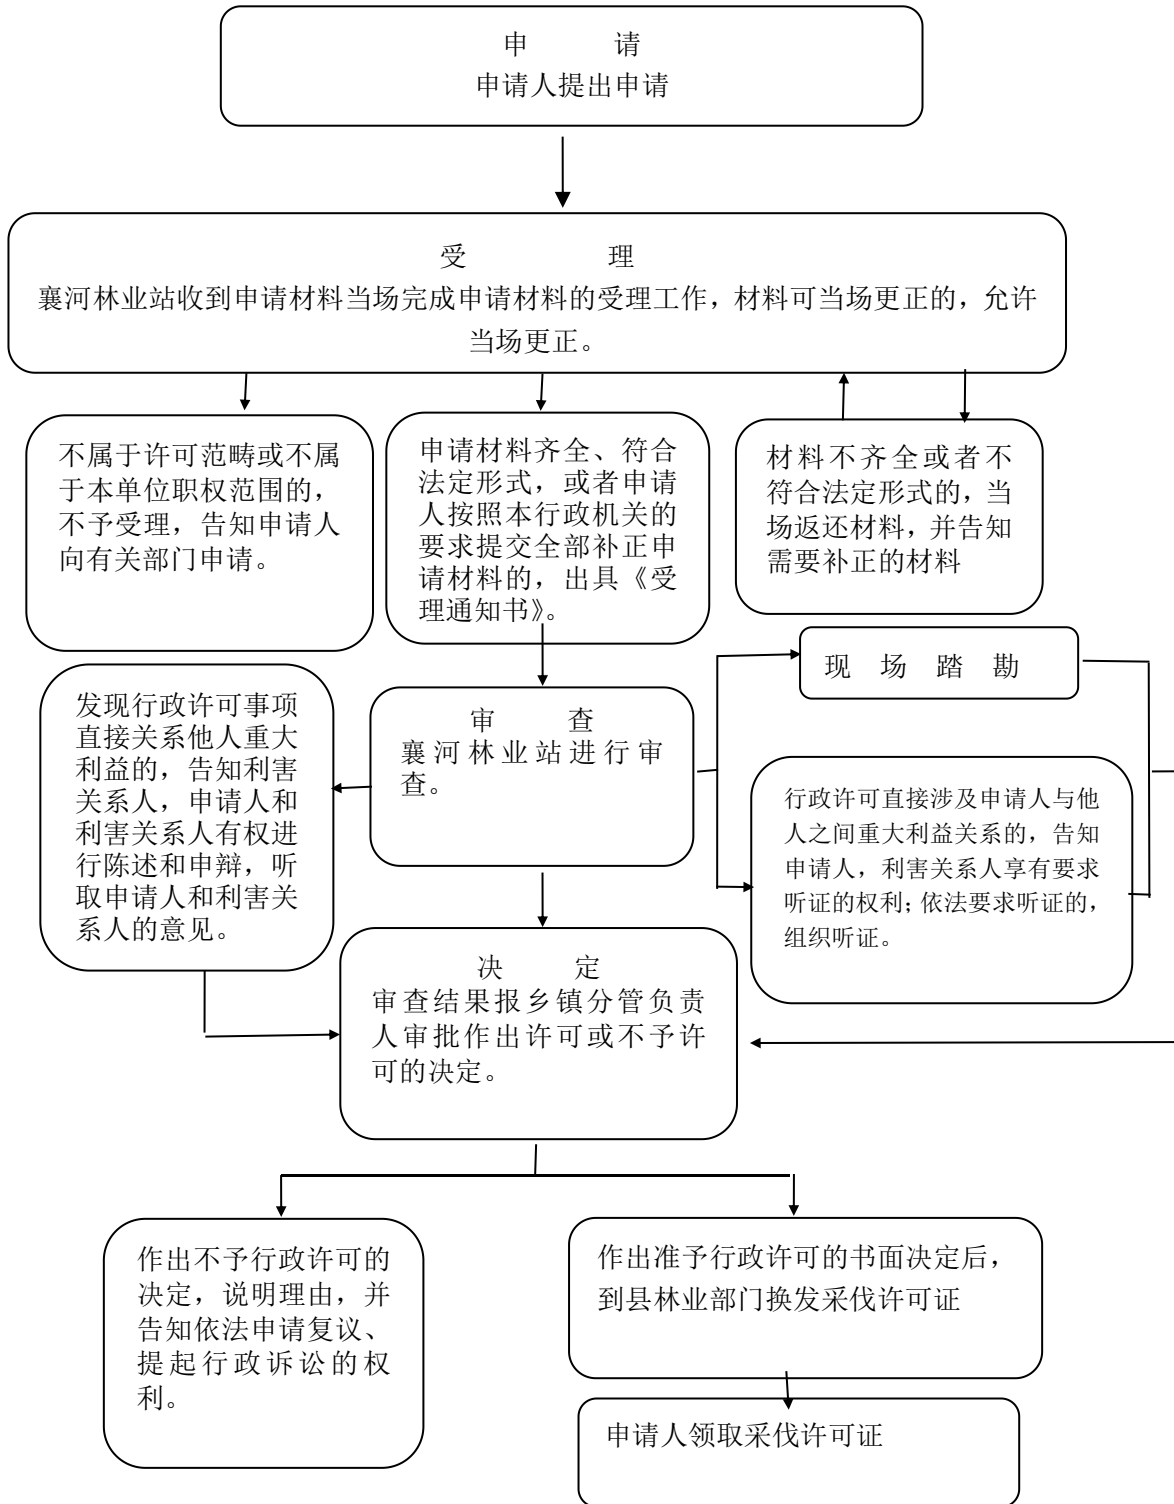 申 请
申请人提出申请
受 理
襄河林业站收到申请材料当场完成申请材料的受理工作，材料可当场更正的，允许
当场更正。
不属于许可范畴或不属
于本单位职权范围的，
不予受理，告知申请人
向有关部门申请。
申请材料齐全、符合
法定形式，或者申请
人按照本行政机关的
要求提交全部补正申
请材料的，出具《受
理通知书》。
材料不齐全或者不
符合法定形式的，当
场返还材料，并告知
需要补正的材料
现 场 踏 勘
发现行政许可事项
直接关系他人重大
利益的，告知利害
关系人，申请人和
利害关系人有权进
行陈述和申辩，听
取申请人和利害关
系人的意见。
审 查
襄河林业站进行审
查。
行政许可直接涉及申请人与他
人之间重大利益关系的，告知
申请人，利害关系人享有要求
听证的权利；依法要求听证的，
组织听证。
决 定
审查结果报乡镇分管负责
人审批作出许可或不予许
可的决定。
作出不予行政许可的
决定，说明理由，并
告知依法申请复议、
提起行政诉讼的权
利。
作出准予行政许可的书面决定后，
到县林业部门换发采伐许可证
申请人领取采伐许可证